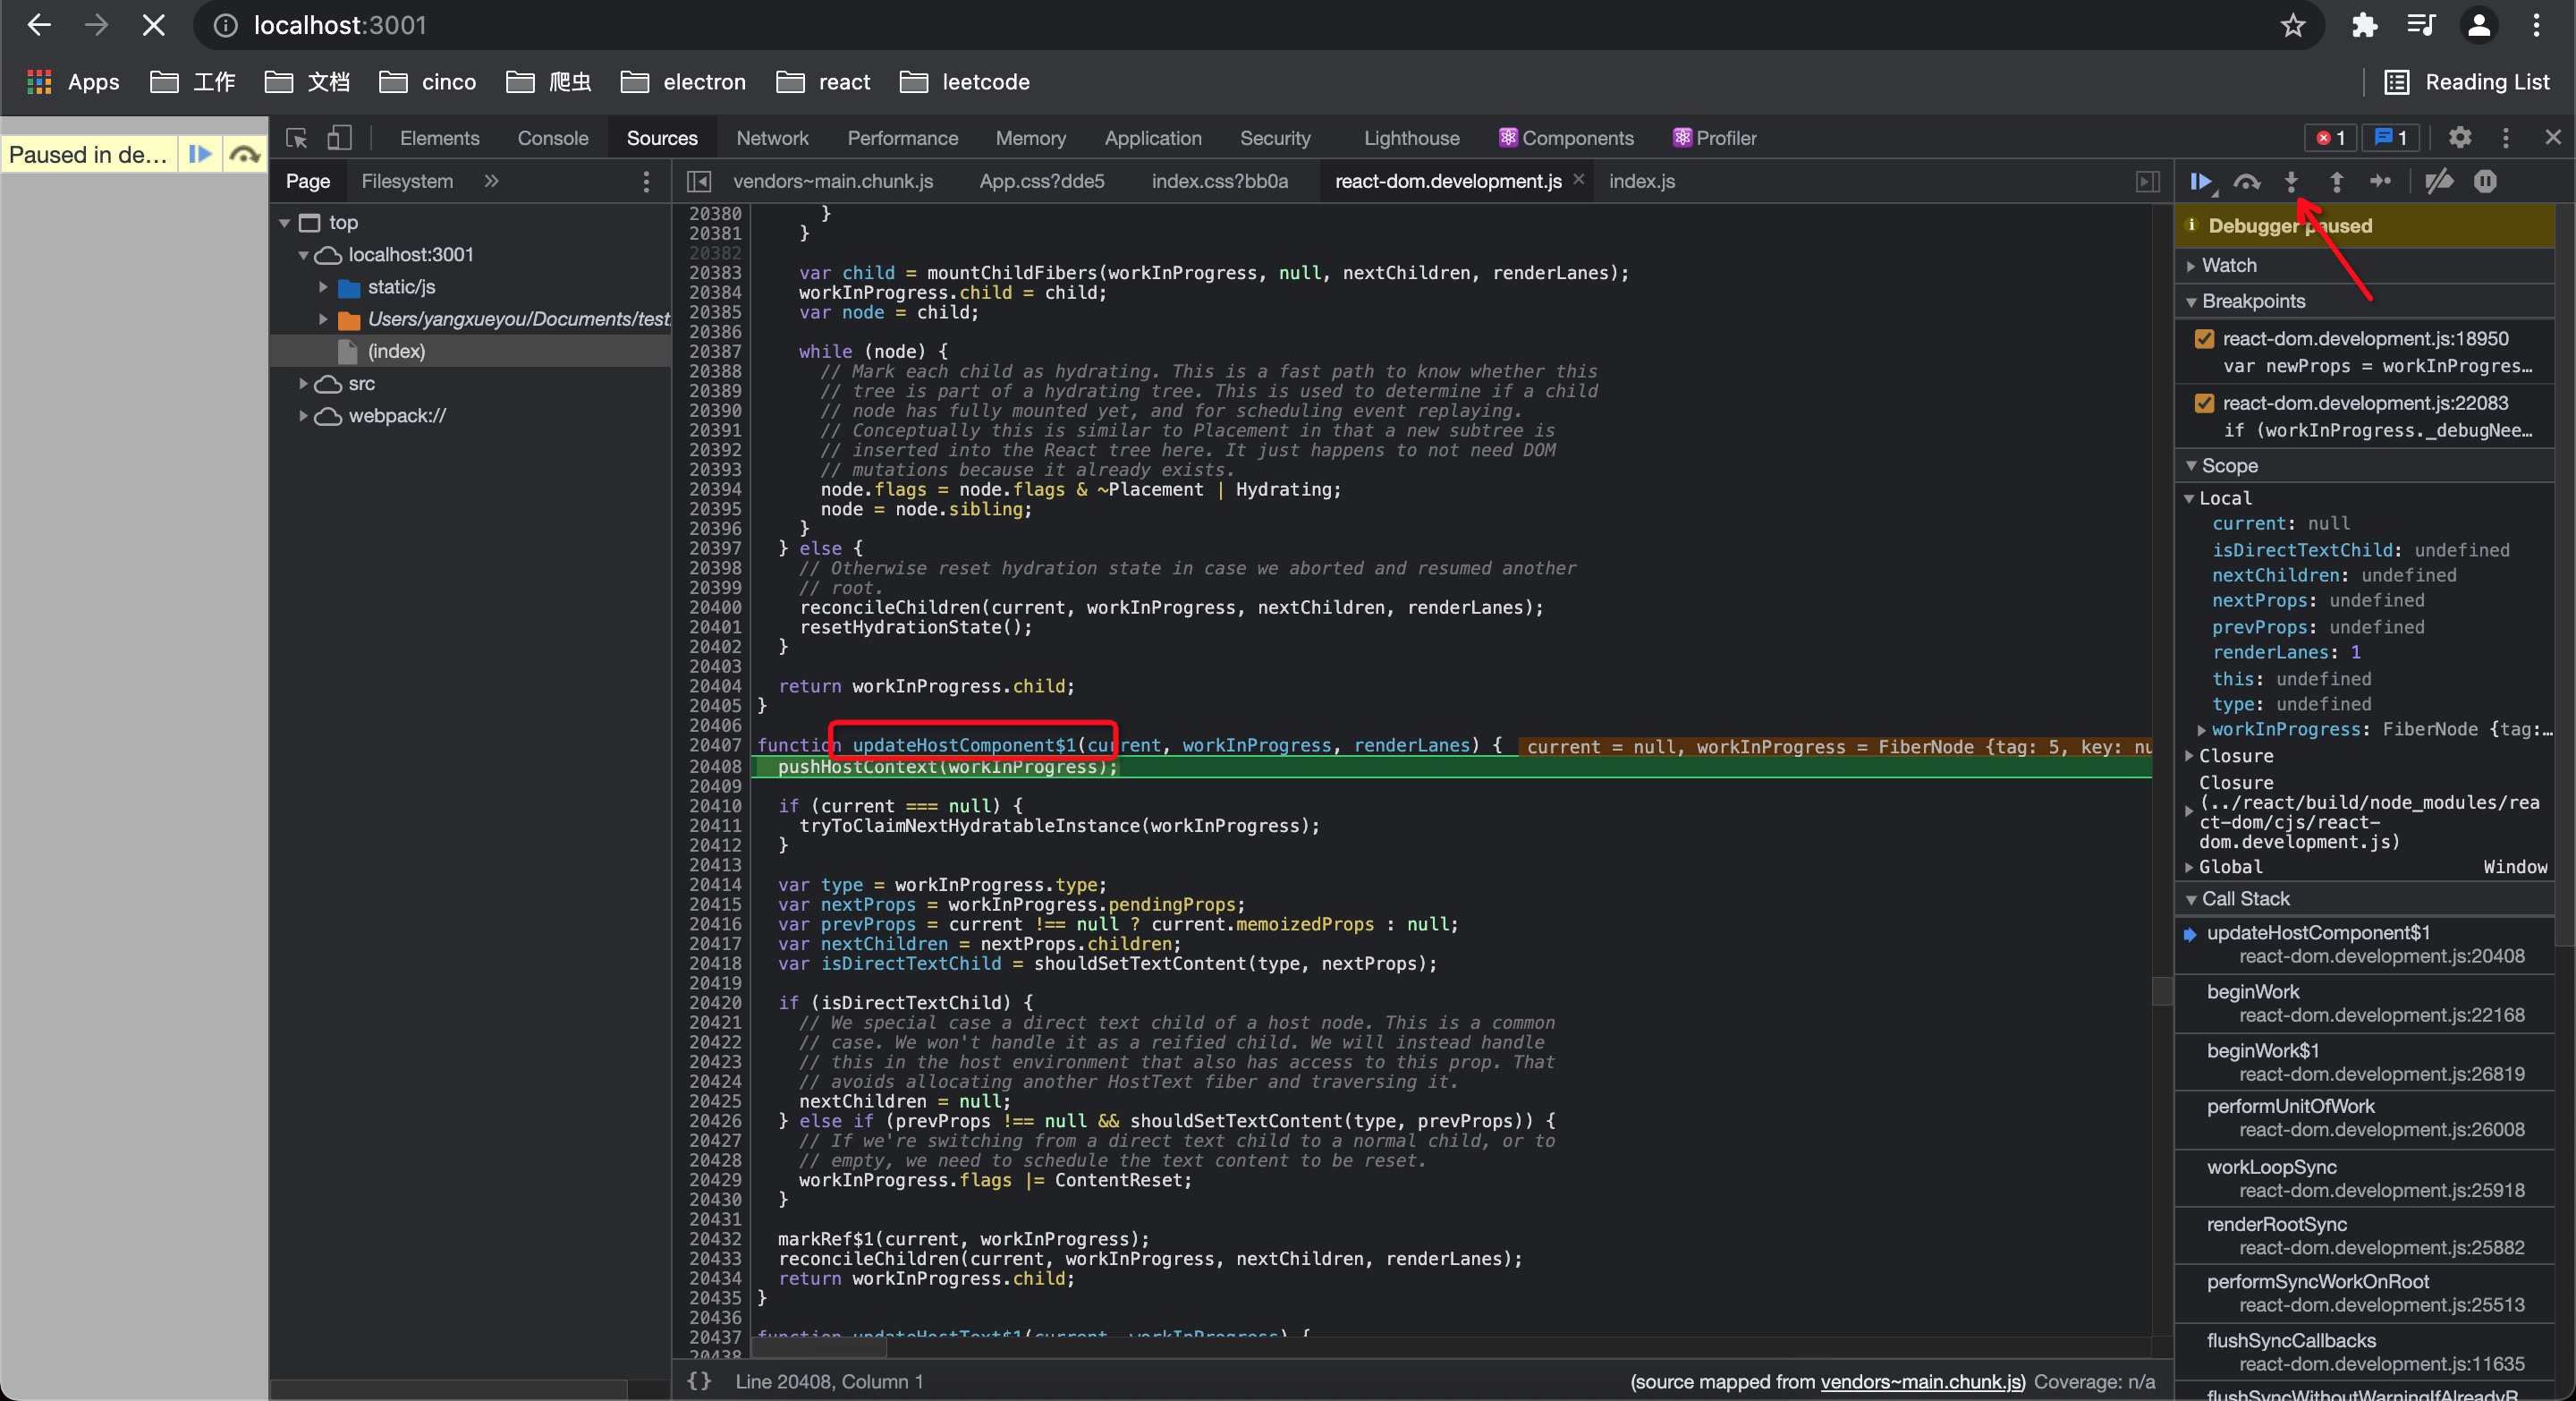 localhost:3001
Apps 工作 文档 cinco 爬虫 electron react leetcode Reading List
Paused in de...
Elements Console Sources Network Performance Memory Application Security Lighthouse Components Profiler 1 1
Page Filesystem »
vendors~main.chunk.js App.css?dde5 index.css?bb0a react-dom.development.js × index.js
top
localhost:3001
static/js
Users/yangxueyou/Documents/test
(index)
src
webpack://
20380 }
20381 }
20382
20383 var child = mountChildFibers(workInProgress, null, nextChildren, renderLanes);
20384 workInProgress.child = child;
20385 var node = child;
20386
20387 while (node) {
20388 // Mark each child as hydrating. This is a fast path to know whether this
20389 // tree is part of a hydrating tree. This is used to determine if a child
20390 // node has fully mounted yet, and for scheduling event replaying.
20391 // Conceptually this is similar to Placement in that a new subtree is
20392 // inserted into the React tree here. It just happens to not need DOM
20393 // mutations because it already exists.
20394 node.flags = node.flags & ~Placement | Hydrating;
20395 node = node.sibling;
20396 }
20397 } else {
20398 // Otherwise reset hydration state in case we aborted and resumed another
20399 // root.
20400 reconcileChildren(current, workInProgress, nextChildren, renderLanes);
20401 resetHydrationState();
20402 }
20403
20404 return workInProgress.child;
20405 }
20406
20407 function updateHostComponent$1(current, workInProgress, renderLanes) { current = null, workInProgress = FiberNode {tag: 5, key: nu
20408 pushHostContext(workInProgress);
20409
20410 if (current === null) {
20411 tryToClaimNextHydratableInstance(workInProgress);
20412 }
20413
20414 var type = workInProgress.type;
20415 var nextProps = workInProgress.pendingProps;
20416 var prevProps = current !== null ? current.memoizedProps : null;
20417 var nextChildren = nextProps.children;
20418 var isDirectTextChild = shouldSetTextContent(type, nextProps);
20419
20420 if (isDirectTextChild) {
20421 // We special case a direct text child of a host node. This is a common
20422 // case. We won't handle it as a reified child. We will instead handle
20423 // this in the host environment that also has access to this prop. That
20424 // avoids allocating another HostText fiber and traversing it.
20425 nextChildren = null;
20426 } else if (prevProps !== null && shouldSetTextContent(type, prevProps)) {
20427 // If we're switching from a direct text child to a normal child, or to
20428 // empty, we need to schedule the text content to be reset.
20429 workInProgress.flags |= ContentReset;
20430 }
20431
20432 markRef$1(current, workInProgress);
20433 reconcileChildren(current, workInProgress, nextChildren, renderLanes);
20434 return workInProgress.child;
20435 }
20436
20437 function updateHostText$1(current, workInProgress) {
20438
{} Line 20408, Column 1 (source mapped from vendors~main.chunk.js) Coverage: n/a
Debugger paused
Watch
Breakpoints
react-dom.development.js:18950
var newProps = workInProgres...
react-dom.development.js:22083
if (workInProgress._debugNee...
Scope
Local
current: null
isDirectTextChild: undefined
nextChildren: undefined
nextProps: undefined
prevProps: undefined
renderLanes: 1
this: undefined
type: undefined
workInProgress: FiberNode {tag:...
Closure
Closure
(../react/build/node_modules/rea
ct-dom/cjs/react-
dom.development.js)
Global Window
Call Stack
updateHostComponent$1
react-dom.development.js:20408
beginWork
react-dom.development.js:22168
beginWork$1
react-dom.development.js:26819
performUnitOfWork
react-dom.development.js:26008
workLoopSync
react-dom.development.js:25918
renderRootSync
react-dom.development.js:25882
performSyncWorkOnRoot
react-dom.development.js:25513
flushSyncCallbacks
react-dom.development.js:11635
flushSyncWithoutWarningIfAlreadyR